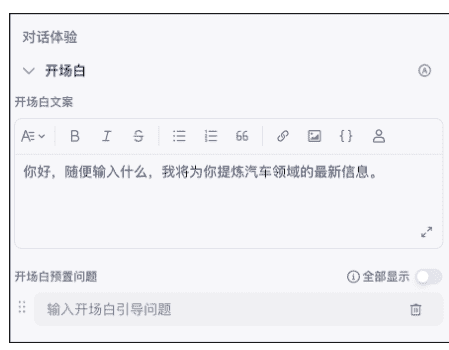 对话体验
开场白
开场白文案
A B I S 66 {}
你好，随便输入什么，我将为你提炼汽车领域的最新信息。
开场白预置问题 全部显示
输入开场白引导问题